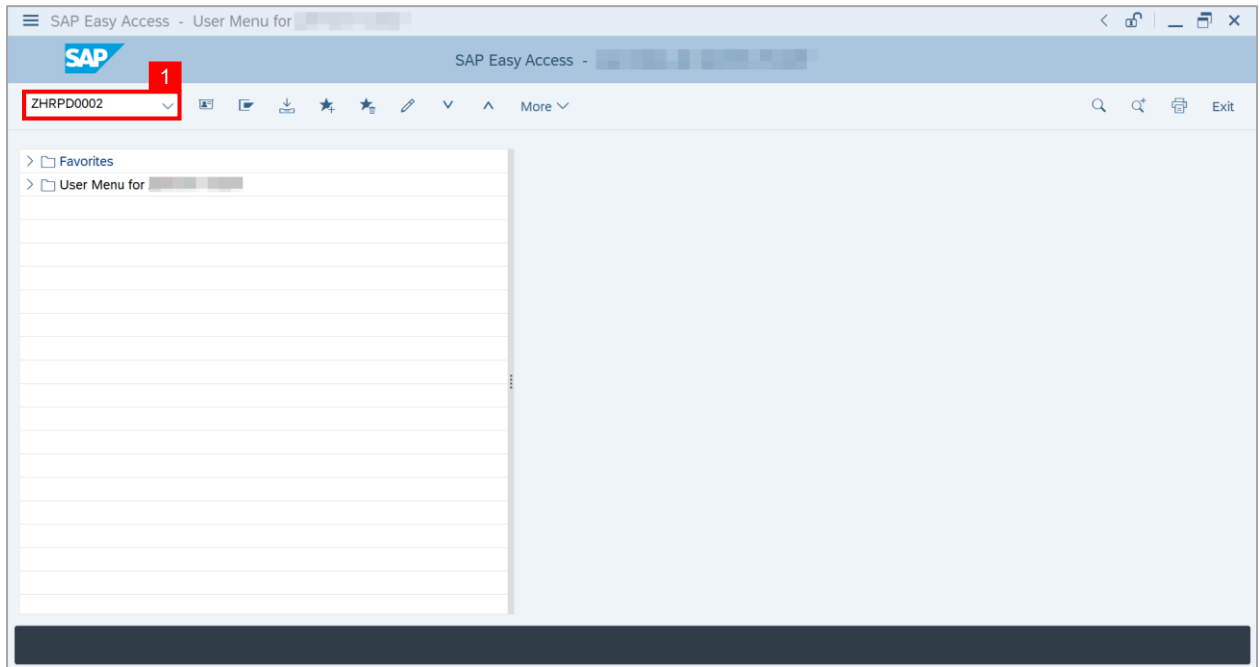 SAP Easy Access - User Menu for
SAP
SAP Easy Access -
1
ZHRPD0002
More
Exit
Favorites
User Menu for